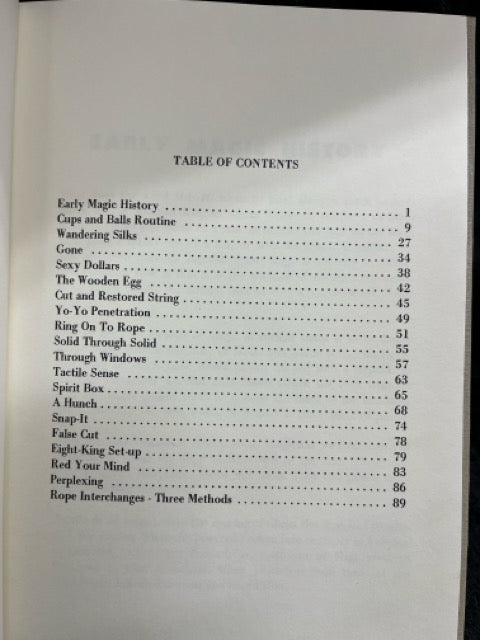 TABLE OF CONTENTS
Early Magic History .................................... 1
Cups and Balls Routine .................................... 9
Wandering Silks .................................... 27
Gone .................................... 34
Sexy Dollars .................................... 38
The Wooden Egg .................................... 42
Cut and Restored String .................................... 45
Yo-Yo Penetration .................................... 49
Ring On To Rope .................................... 51
Solid Through Solid .................................... 55
Through Windows .................................... 57
Tactile Sense .................................... 63
Spirit Box .................................... 65
A Hunch .................................... 68
Snap-It .................................... 74
False Cut .................................... 78
Eight-King Set-up .................................... 79
Red Your Mind .................................... 83
Perplexing .................................... 86
Rope Interchanges - Three Methods .................................... 89